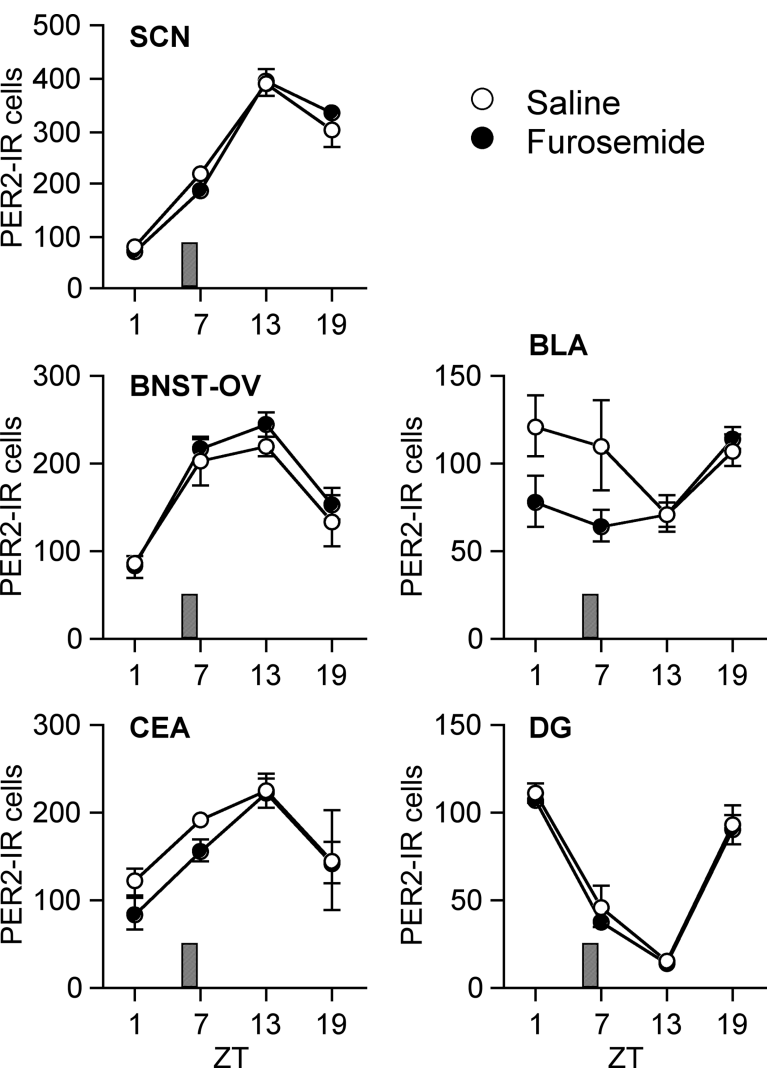 SCN
PER2-IR cells
500
400
300
200
100
0
1 7 13 19
Saline
Furosemide
BNST-OV
PER2-IR cells
300
200
100
0
1 7 13 19
BLA
PER2-IR cells
150
100
50
0
1 7 13 19
CEA
PER2-IR cells
300
200
100
0
1 7 13 19
ZT
DG
PER2-IR cells
150
100
50
0
1 7 13 19
ZT